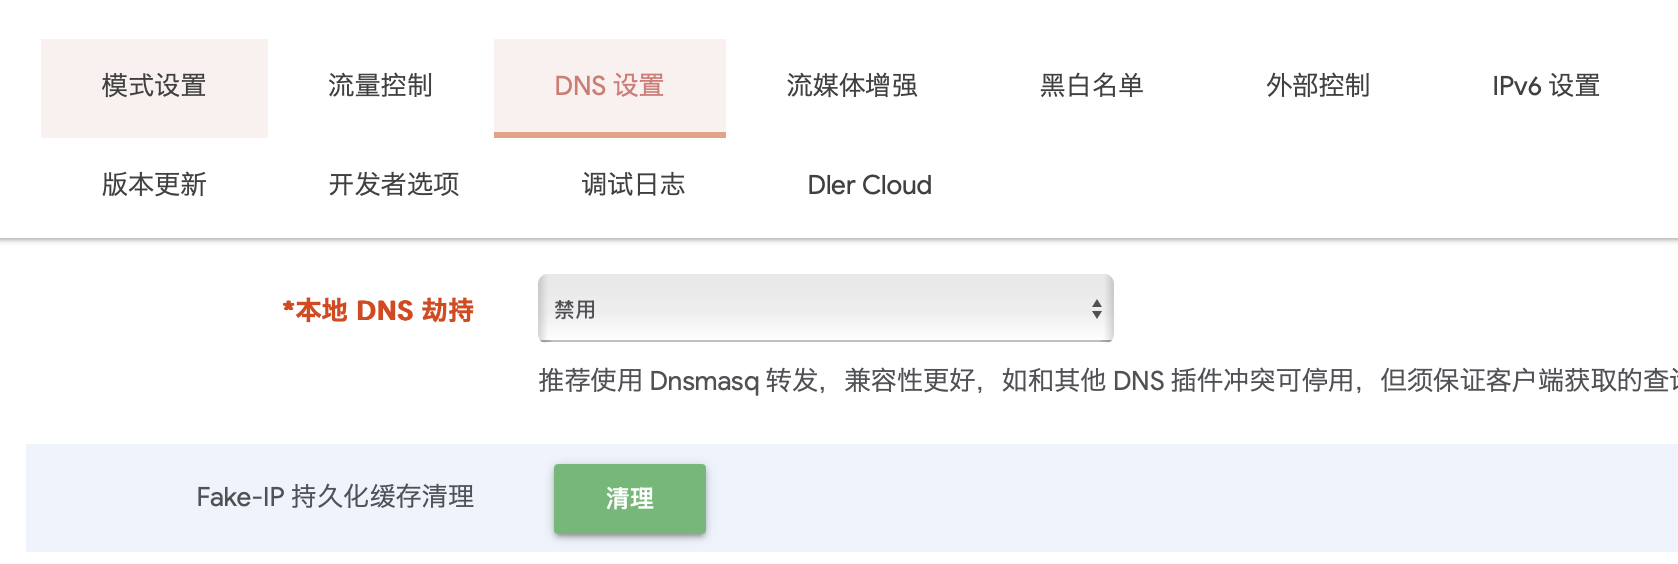 模式设置 流量控制 DNS 设置 流媒体增强 黑白名单 外部控制 IPv6 设置
版本更新 开发者选项 调试日志 Dler Cloud
*本地 DNS 劫持 禁用
推荐使用 Dnsmasq 转发，兼容性更好，如和其他 DNS 插件冲突可停用，但须保证客户端获取的查
Fake-IP 持久化缓存清理 清理